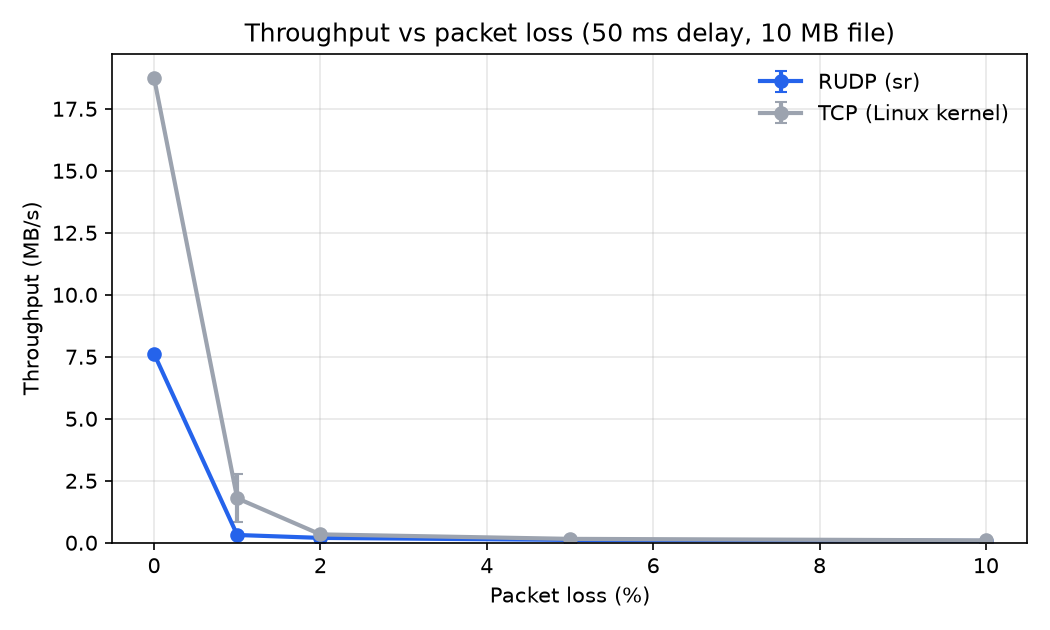 Throughput vs packet loss (50 ms delay, 10 MB file)
RUDP (sr)
TCP (Linux kernel)
Throughput (MB/s)
17.5
15.0
12.5
10.0
7.5
5.0
2.5
0.0
0 2 4 6 8 10
Packet loss (%)